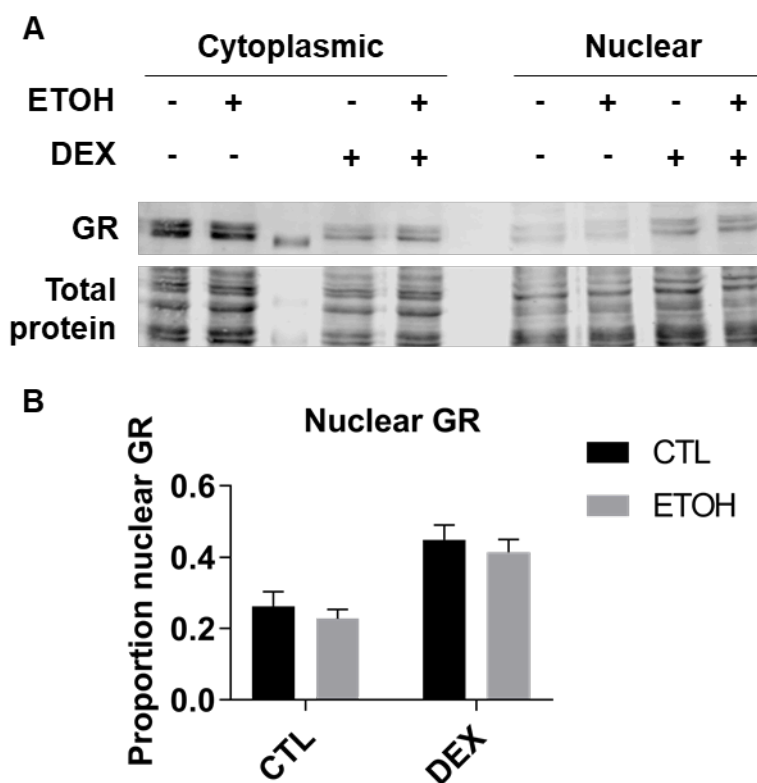 A
Cytoplasmic Nuclear
ETOH - + - + - + - +
DEX - - + + - - + +
GR
Total
protein
B
Nuclear GR
Proportion nuclear GR
0.6
0.4
0.2
0.0
CTL
DEX
CTL
ETOH